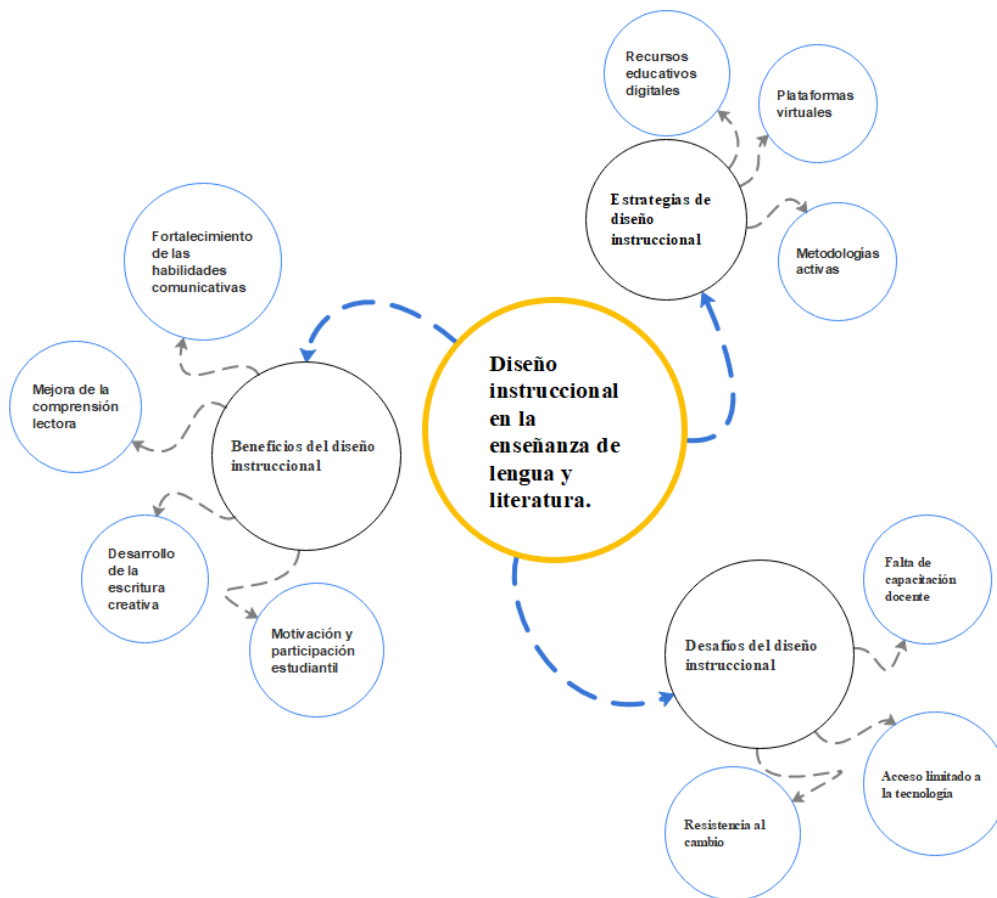 Recursos
educativos
digitales
Plataformas
virtuales
Estrategias de
diseño
instruccional
Metodologías
activas
Fortalecimiento
de las
habilidades
comunicativas
Mejora de la
comprensión
lectora
Beneficios del diseño
instruccional
Desarrollo
de la
escritura
creativa
Motivación y
participación
estudiantil
Diseño
instruccional
en la
enseñanza de
lengua y
literatura.
Desafíos del diseño
instruccional
Falta de
capacitación
docente
Acceso limitado a
la tecnología
Resistencia al
cambio